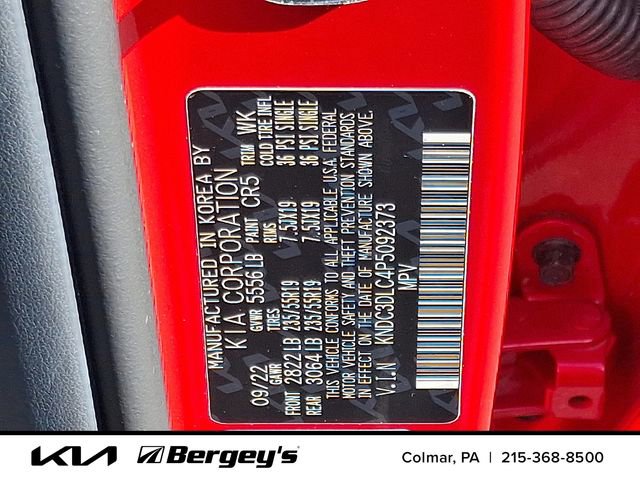 MANUFACTURED IN KOREA BY
KIA CORPORATION
09/22 GVWR 5556 LB PAINT CR5 TRIM WK
GAWR TIRES RIMS COLD TIRE INFL
FRONT 2822 LB 235/55R19 7.5JX19 36 PSI SINGLE
REAR 3064 LB 235/55R19 7.5JX19 36 PSI SINGLE
THIS VEHICLE CONFORMS TO ALL APPLICABLE U.S.A. FEDERAL
MOTOR VEHICLE SAFETY AND THEFT PREVENTION STANDARDS
IN EFFECT ON THE DATE OF MANUFACTURE SHOWN ABOVE.
V.I.N KNDC3DLC4P5092373
MPV
KIA Bergey's Colmar, PA | 215-368-8500